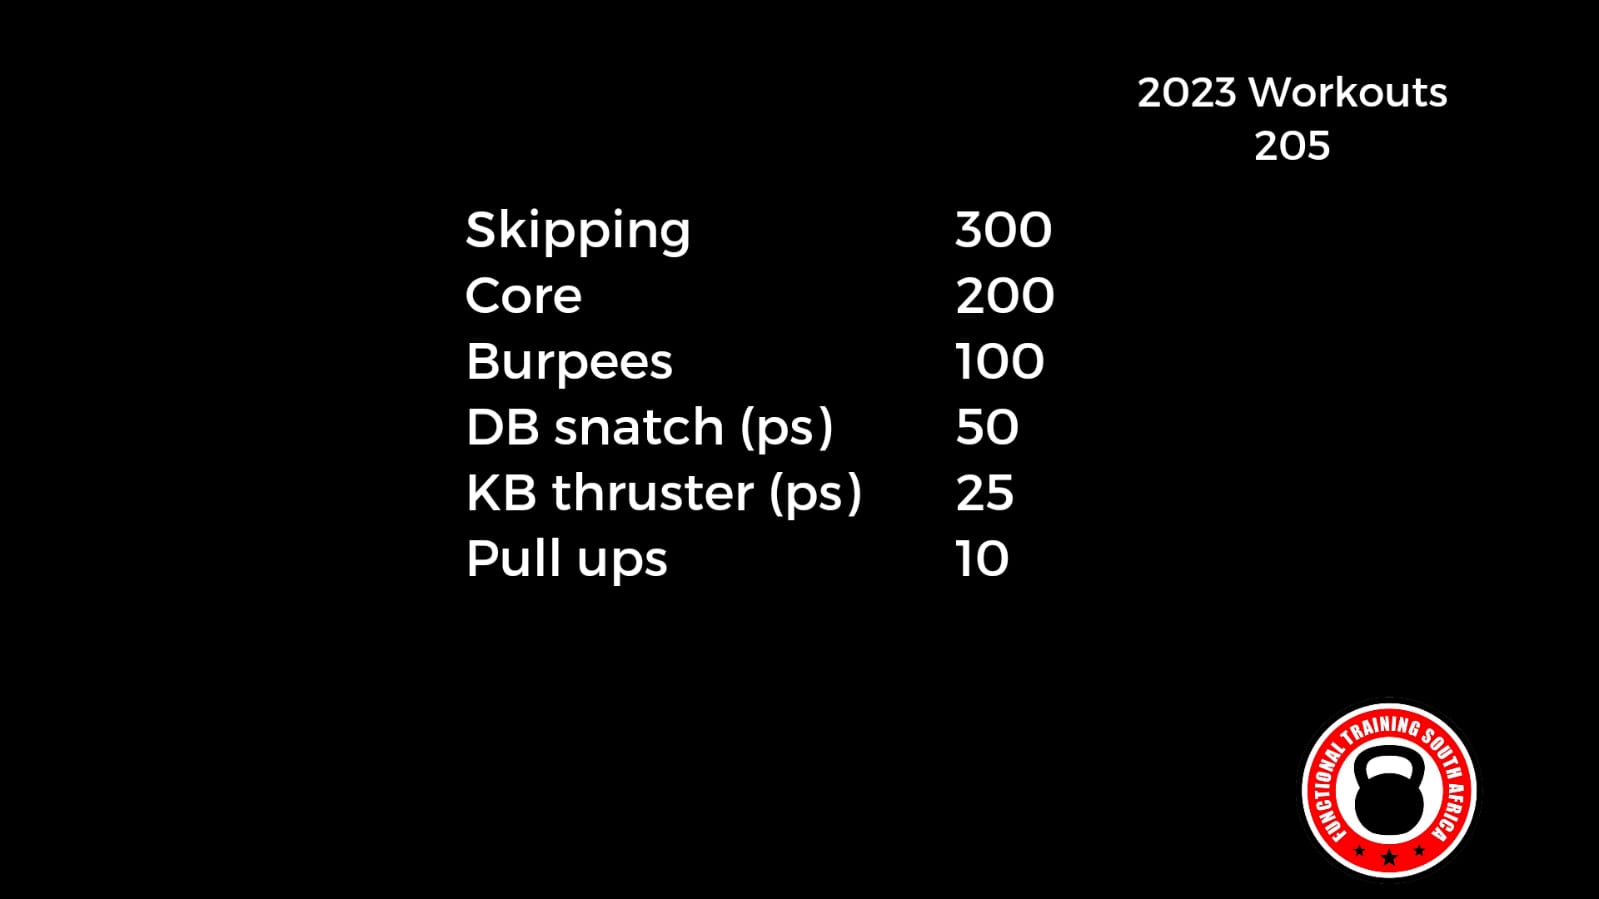 2023 Workouts
205
Skipping 300
Core 200
Burpees 100
DB snatch (ps) 50
KB thruster (ps) 25
Pull ups 10
FUNCTIONAL TRAINING SOUTH AFRICA